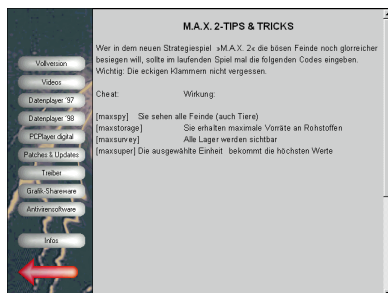 M.A.X. 2-TIPS & TRICKS
Wer in dem neuen Strategiespiel »M.A.X. 2« die bösen Feinde noch glorreicher
besiegen will, sollte im laufenden Spiel mal die folgenden Codes eingeben.
Wichtig: Die eckigen Klammern nicht vergessen.
Cheat: Wirkung:
[maxspy] Sie sehen alle Feinde (auch Tiere)
[maxstorage] Sie erhalten maximale Vorräte an Rohstoffen
[maxsurvey] Alle Lager werden sichtbar
[maxsuper] Die ausgewählte Einheit bekommt die höchsten Werte
Vollversion
Videos
Datenplayer '97
Datenplayer '98
PCPlayer digital
Patches & Updates
Treiber
Grafik-Shareware
Antivirensoftware
Infos